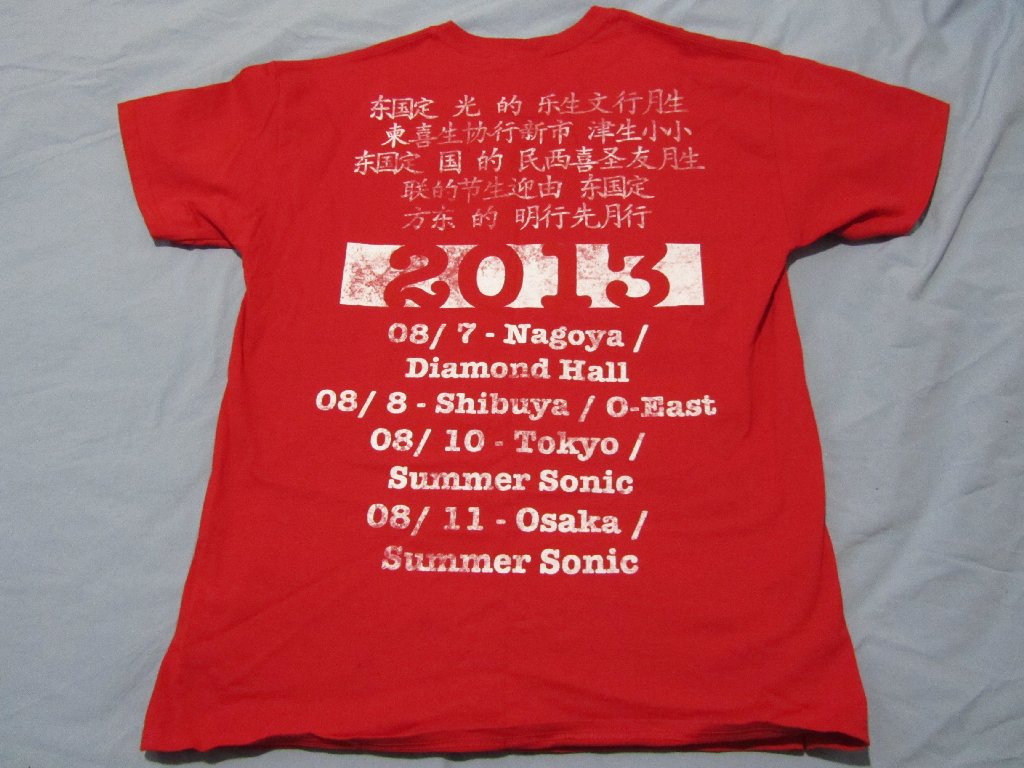 东国定 光 的 乐生文行月生
柬喜生协行新市 津生小小
东国定 国 的 民西喜圣友月生
联的节生迎由 东国定
方东 的 明行先月行
2013
08/ 7 - Nagoya /
Diamond Hall
08/ 8 - Shibuya / O-East
08/ 10 - Tokyo /
Summer Sonic
08/ 11 - Osaka /
Summer Sonic